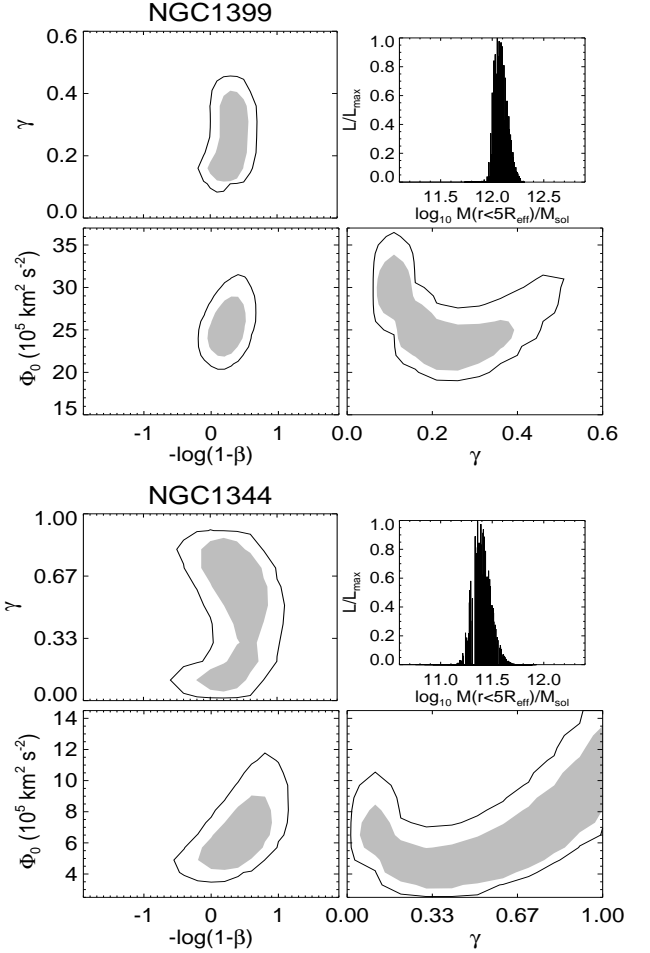 NGC1399
0.6
0.4
0.2
0.0
γ
1.0
0.8
0.6
0.4
0.2
0.0
L/Lmax
11.5 12.0 12.5
log10 M(r<5Reff)/Msol
35
30
25
20
15
Φ0 (10^5 km^2 s^-2)
-1 0 1
-log(1-β)
0.0 0.2 0.4 0.6
γ
NGC1344
1.00
0.67
0.33
0.00
γ
1.0
0.8
0.6
0.4
0.2
0.0
L/Lmax
11.0 11.5 12.0
log10 M(r<5Reff)/Msol
14
12
10
8
6
4
Φ0 (10^5 km^2 s^-2)
-1 0 1
-log(1-β)
0.00 0.33 0.67 1.00
γ